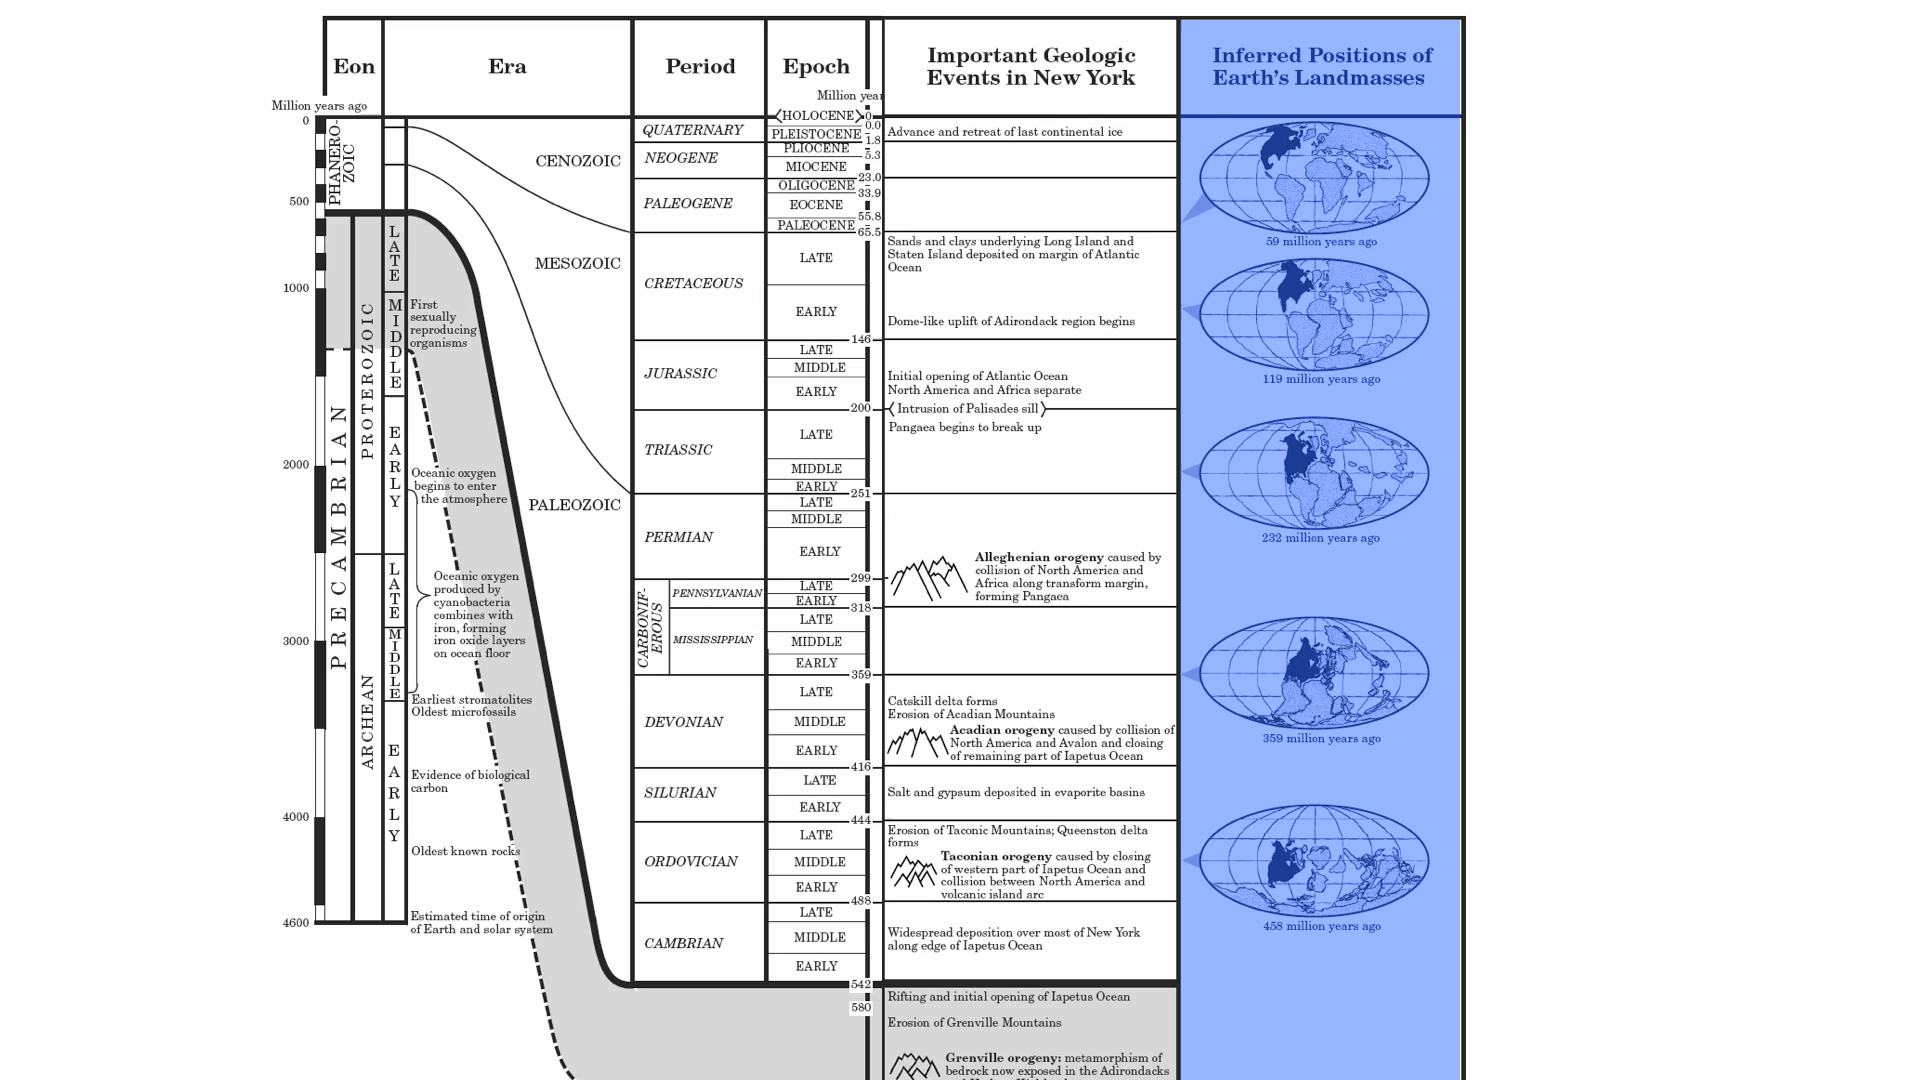 Eon
Era
Period
Epoch
Important Geologic
Events in New York
Inferred Positions of
Earth's Landmasses
Million years ago
Million year
0
500
1000
2000
3000
4000
4600
PHANERO-
ZOIC
PRECAMBRIAN
PROTEROZOIC
ARCHEAN
LATE
MIDDLE
EARLY
LATE
MIDDLE
EARLY
First
sexually
reproducing
organisms
Oceanic oxygen
begins to enter
the atmosphere
Oceanic oxygen
produced by
cyanobacteria
combines with
iron, forming
iron oxide layers
on ocean floor
Earliest stromatolites
Oldest microfossils
Evidence of biological
carbon
Oldest known rocks
Estimated time of origin
of Earth and solar system
CENOZOIC
MESOZOIC
PALEOZOIC
QUATERNARY
NEOGENE
PALEOGENE
CRETACEOUS
JURASSIC
TRIASSIC
PERMIAN
CARBONIF-
EROUS
PENNSYLVANIAN
MISSISSIPPIAN
DEVONIAN
SILURIAN
ORDOVICIAN
CAMBRIAN
HOLOCENE
PLEISTOCENE
PLIOCENE
MIOCENE
OLIGOCENE
EOCENE
PALEOCENE
LATE
EARLY
LATE
MIDDLE
EARLY
LATE
MIDDLE
EARLY
LATE
MIDDLE
EARLY
LATE
EARLY
LATE
MIDDLE
EARLY
LATE
MIDDLE
EARLY
LATE
EARLY
LATE
MIDDLE
EARLY
LATE
MIDDLE
EARLY
0
0.0
1.8
5.3
23.0
33.9
55.8
65.5
146
200
251
299
318
359
416
444
488
542
580
Advance and retreat of last continental ice
Sands and clays underlying Long Island and
Staten Island deposited on margin of Atlantic
Ocean
Dome-like uplift of Adirondack region begins
Initial opening of Atlantic Ocean
North America and Africa separate
Intrusion of Palisades sill
Pangaea begins to break up
Alleghenian orogeny caused by
collision of North America and
Africa along transform margin,
forming Pangaea
Catskill delta forms
Erosion of Acadian Mountains
Acadian orogeny caused by collision of
North America and Avalon and closing
of remaining part of Iapetus Ocean
Salt and gypsum deposited in evaporite basins
Erosion of Taconic Mountains; Queenston delta
forms
Taconian orogeny caused by closing
of western part of Iapetus Ocean and
collision between North America and
volcanic island arc
Widespread deposition over most of New York
along edge of Iapetus Ocean
Rifting and initial opening of Iapetus Ocean
Erosion of Grenville Mountains
Grenville orogeny: metamorphism of
bedrock now exposed in the Adirondacks
59 million years ago
119 million years ago
232 million years ago
359 million years ago
458 million years ago